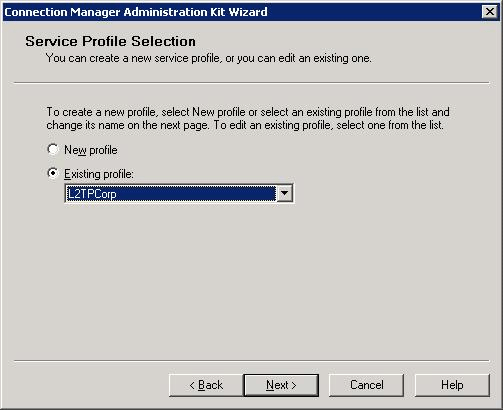 Connection Manager Administration Kit Wizard
Service Profile Selection
You can create a new service profile, or you can edit an existing one.
To create a new profile, select New profile or select an existing profile from the list and
change its name on the next page. To edit an existing profile, select one from the list.
New profile
Existing profile:
L2TPCorp
< Back
Next >
Cancel
Help